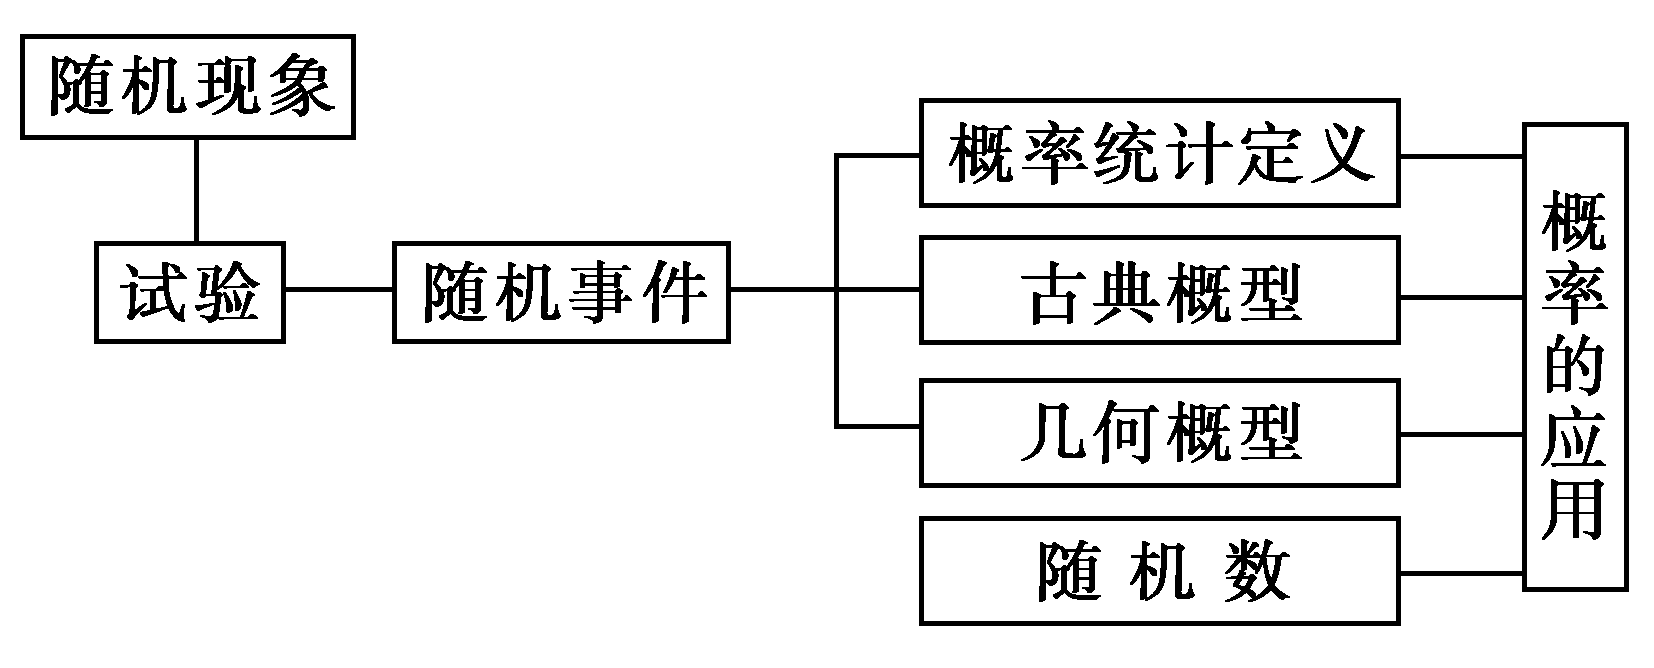 随机现象
试验
随机事件
概率统计定义
古典概型
几何概型
随机数
概率的应用